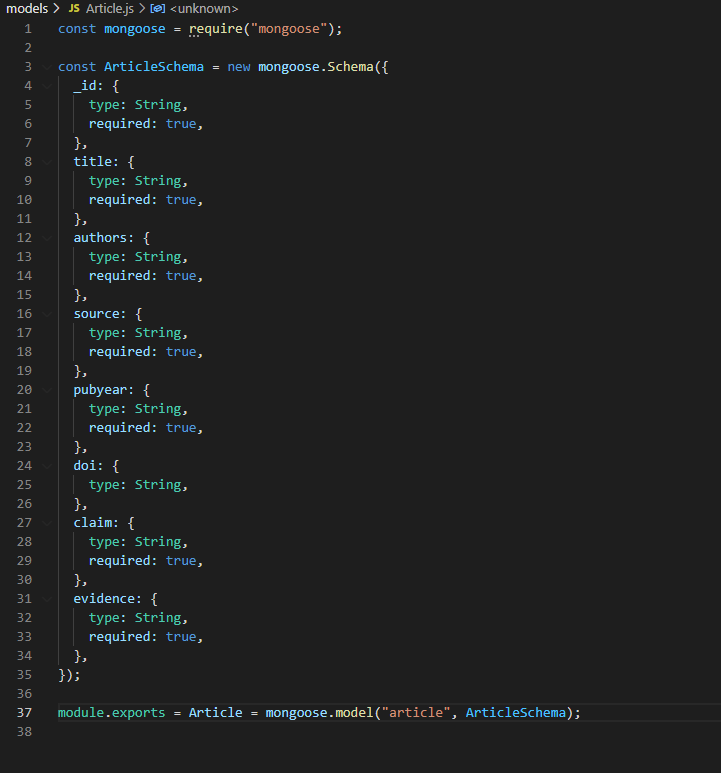 models > JS Article.js > <unknown>
1 const mongoose = require("mongoose");
2
3 const ArticleSchema = new mongoose.Schema({
4 _id: {
5 type: String,
6 required: true,
7 },
8 title: {
9 type: String,
10 required: true,
11 },
12 authors: {
13 type: String,
14 required: true,
15 },
16 source: {
17 type: String,
18 required: true,
19 },
20 pubyear: {
21 type: String,
22 required: true,
23 },
24 doi: {
25 type: String,
26 },
27 claim: {
28 type: String,
29 required: true,
30 },
31 evidence: {
32 type: String,
33 required: true,
34 },
35 });
36
37 module.exports = Article = mongoose.model("article", ArticleSchema);
38